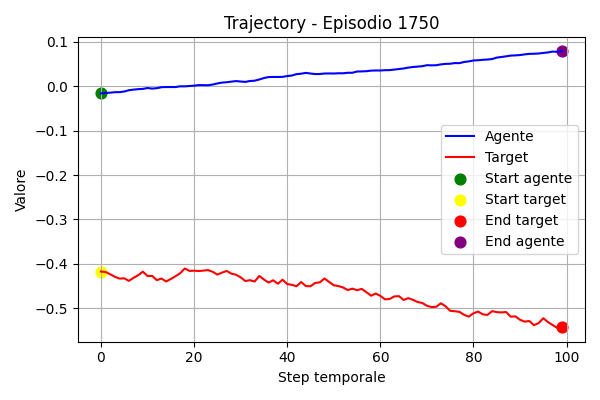 Trajectory - Episodio 1750
Valore
0.1
0.0
−0.1
−0.2
−0.3
−0.4
−0.5
Agente
Target
Start agente
Start target
End target
End agente
0 20 40 60 80 100
Step temporale